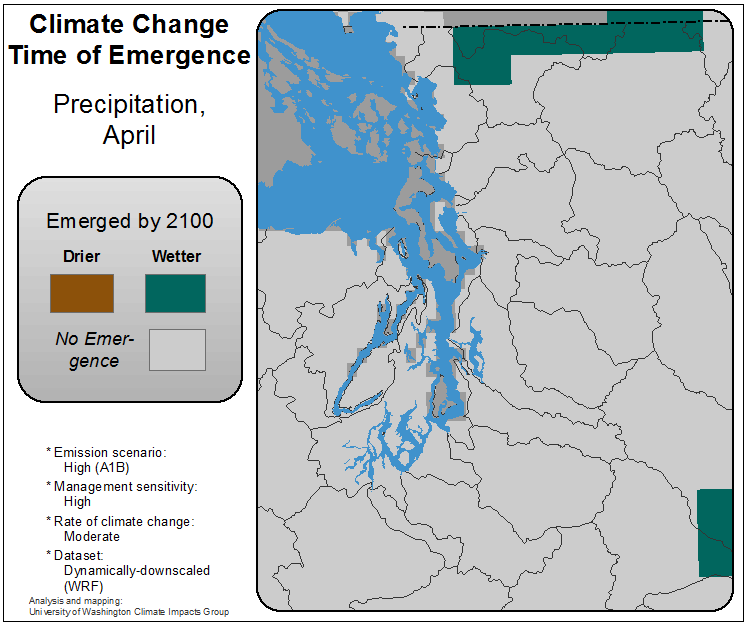 Climate Change
Time of Emergence
Precipitation,
April
Emerged by 2100
Drier
Wetter
No Emer-
gence
* Emission scenario:
High (A1B)
* Management sensitivity:
High
* Rate of climate change:
Moderate
* Dataset:
Dynamically-downscaled
(WRF)
Analysis and mapping:
University of Washington Climate Impacts Group